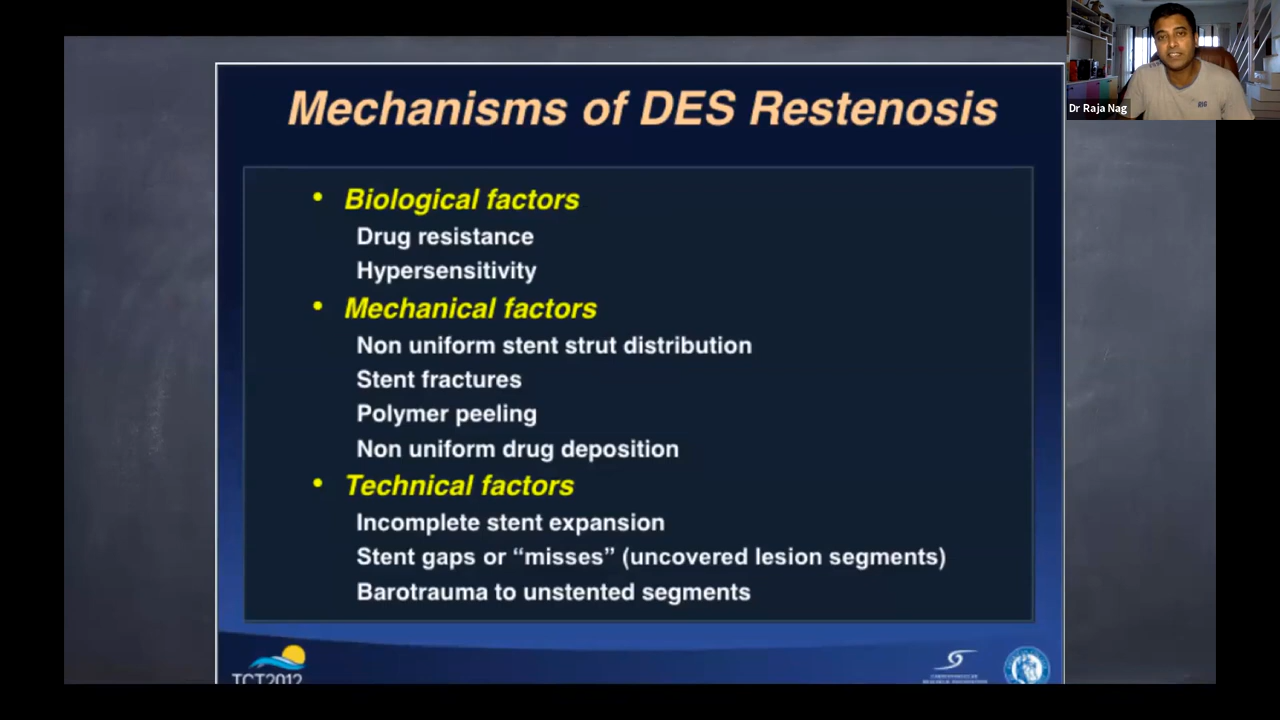 Mechanisms of DES Restenosis
Dr Raja Nag
• Biological factors
Drug resistance
Hypersensitivity
• Mechanical factors
Non uniform stent strut distribution
Stent fractures
Polymer peeling
Non uniform drug deposition
• Technical factors
Incomplete stent expansion
Stent gaps or “misses” (uncovered lesion segments)
Barotrauma to unstented segments
TCT2012